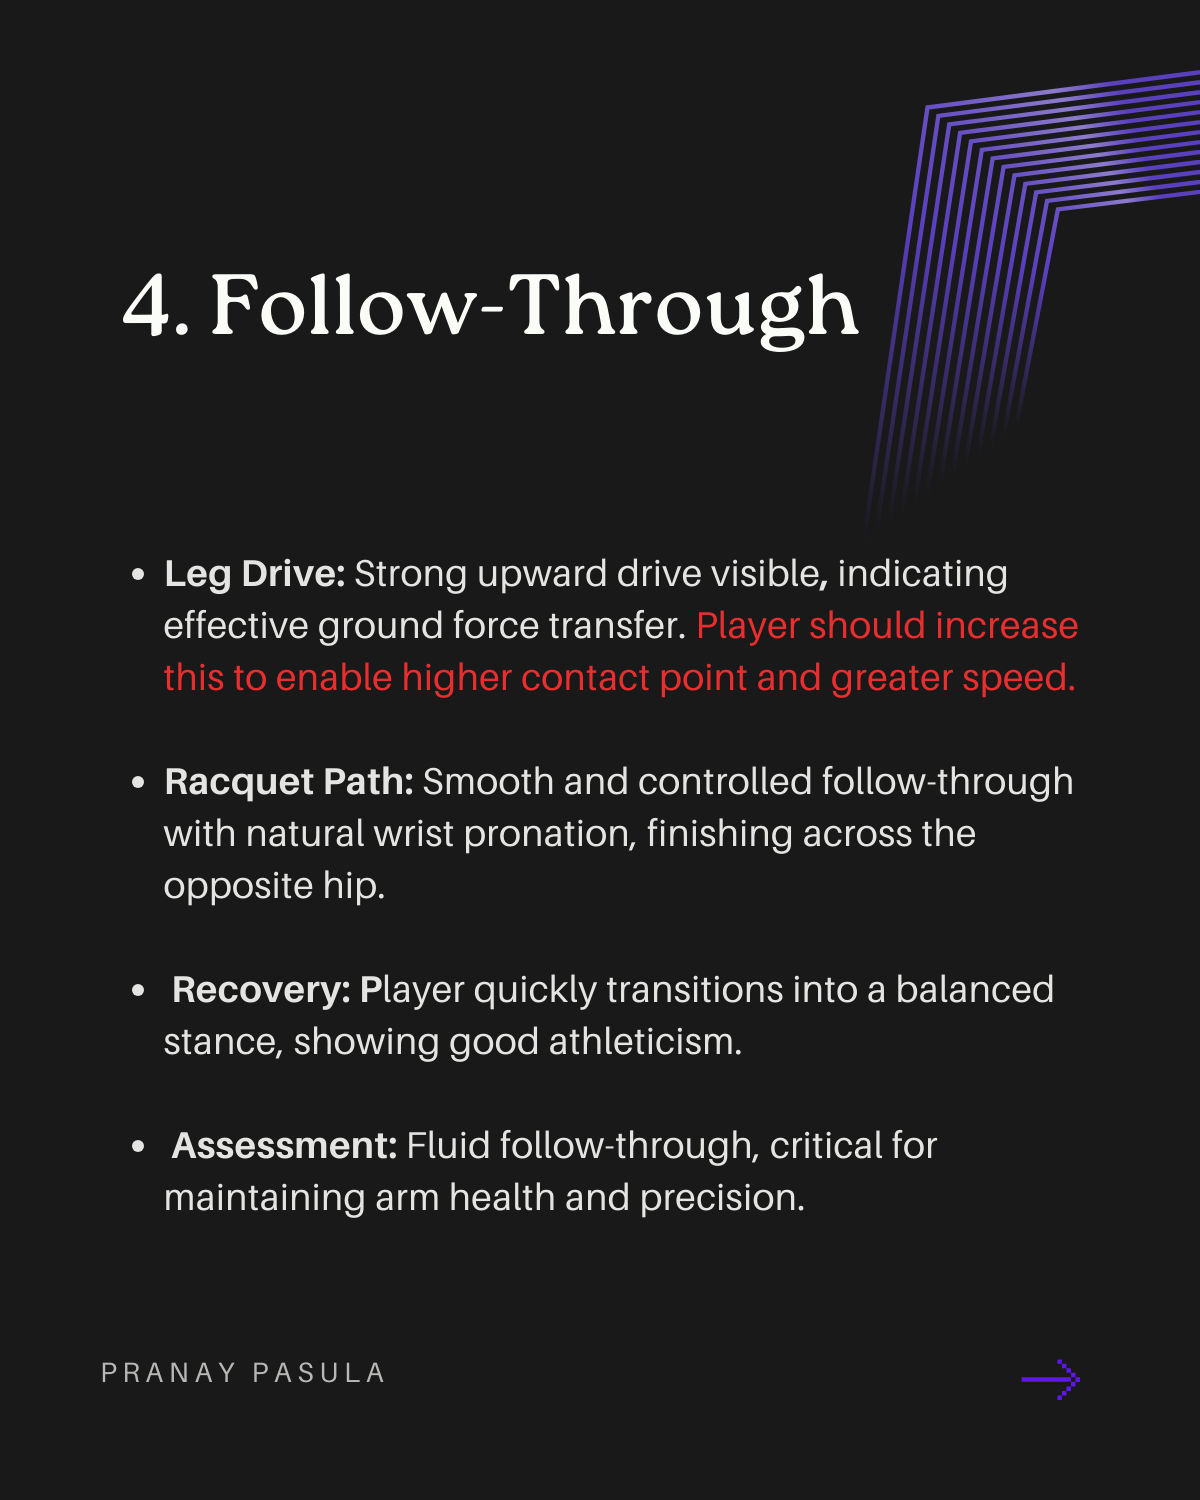 4. Follow-Through
• Leg Drive: Strong upward drive visible, indicating
effective ground force transfer. Player should increase
this to enable higher contact point and greater speed.
• Racquet Path: Smooth and controlled follow-through
with natural wrist pronation, finishing across the
opposite hip.
• Recovery: Player quickly transitions into a balanced
stance, showing good athleticism.
• Assessment: Fluid follow-through, critical for
maintaining arm health and precision.
PRANAY PASULA